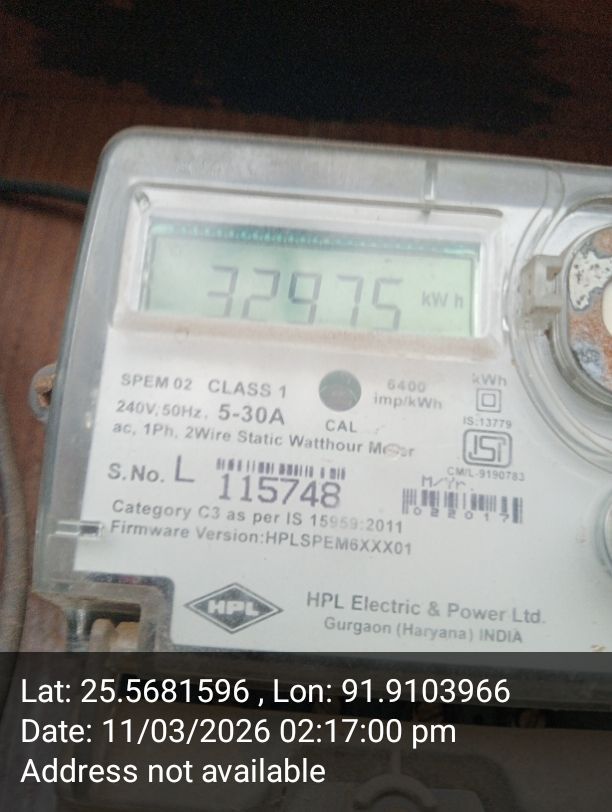 32975 kWh
SPEM 02 CLASS 1
6400 imp/kWh
kWh
240V, 50Hz, 5-30A
CAL
IS:13779
ac, 1Ph, 2Wire Static Watthour Meter
ISI
CM/L-9190783
S.No. L 115748
M/Yr.
022017
Category C3 as per IS 15959:2011
Firmware Version:HPLSPEM6XXX01
HPL
HPL Electric & Power Ltd.
Gurgaon (Haryana) INDIA
Lat: 25.5681596 , Lon: 91.9103966
Date: 11/03/2026 02:17:00 pm
Address not available